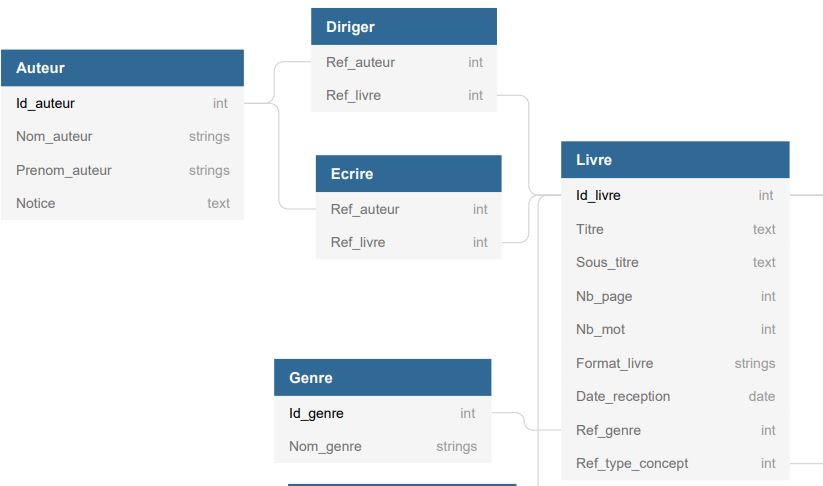 Auteur
Id_auteur int
Nom_auteur strings
Prenom_auteur strings
Notice text
Diriger
Ref_auteur int
Ref_livre int
Ecrire
Ref_auteur int
Ref_livre int
Genre
Id_genre int
Nom_genre strings
Livre
Id_livre int
Titre text
Sous_titre text
Nb_page int
Nb_mot int
Format_livre strings
Date_reception date
Ref_genre int
Ref_type_concept int